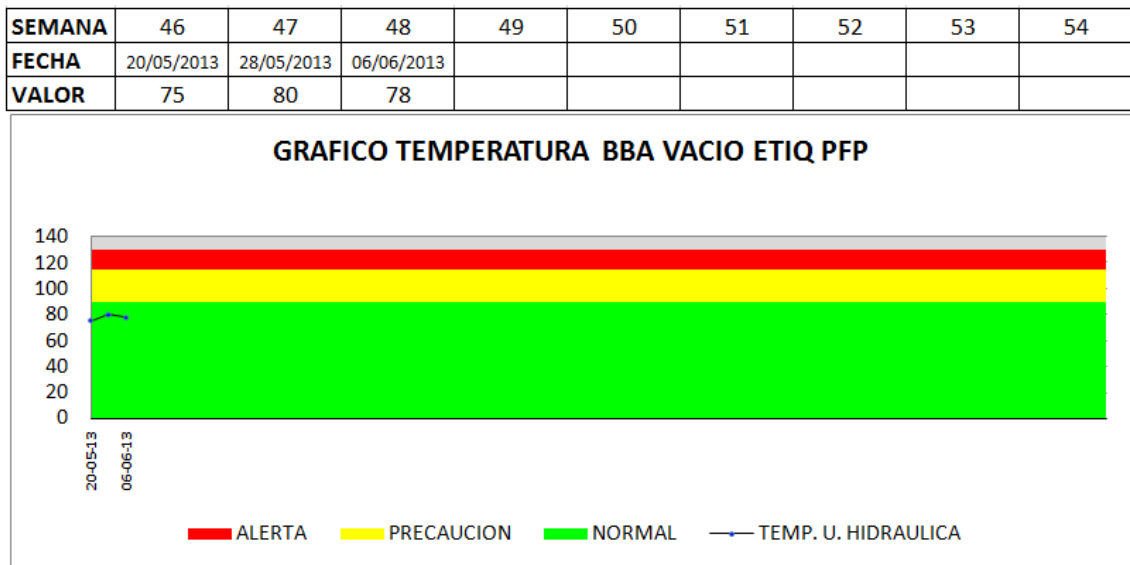 SEMANA 46 47 48 49 50 51 52 53 54
FECHA 20/05/2013 28/05/2013 06/06/2013
VALOR 75 80 78
GRAFICO TEMPERATURA BBA VACIO ETIQ PFP
140
120
100
80
60
40
20
0
20-05-13 06-06-13
ALERTA PRECAUCION NORMAL TEMP. U. HIDRAULICA